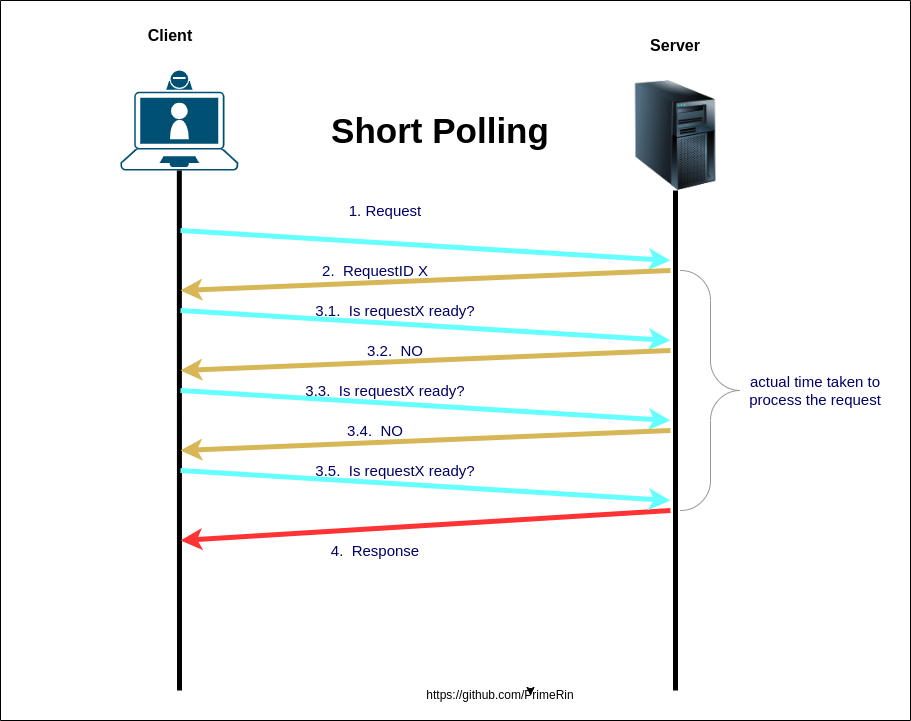 Client
Server
Short Polling
1. Request
2.  RequestID X
3.1.  Is requestX ready?
3.2.  NO
actual time taken to
process the request
3.3.  Is requestX ready?
3.4.  NO
3.5.  Is requestX ready?
4.  Response
https://github.com/PrimeRin